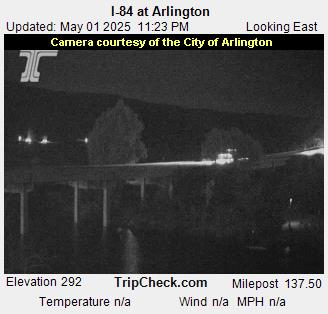 I-84 at Arlington
Updated: May 01 2025 11:23 PM Looking East
Camera courtesy of the City of Arlington
Elevation 292 TripCheck.com Milepost 137.50
Temperature n/a Wind n/a MPH n/a